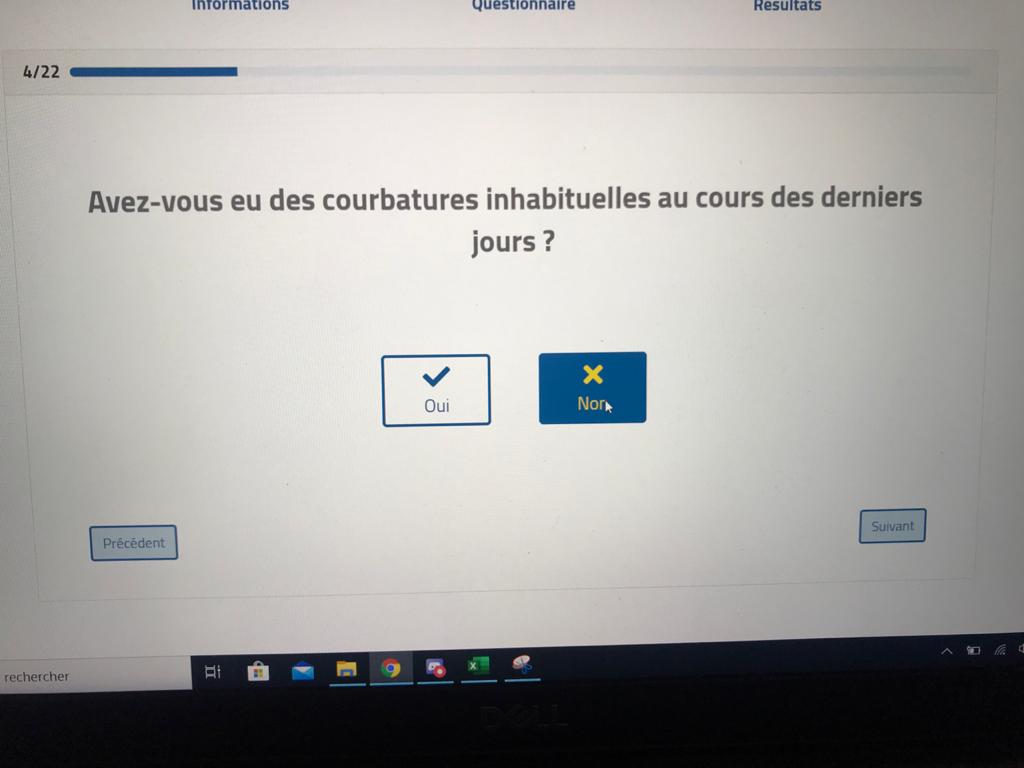 Informations
Questionnaire
Résultats
4/22
Avez-vous eu des courbatures inhabituelles au cours des derniers
jours ?
Oui
Non
Précédent
Suivant
rechercher
DELL